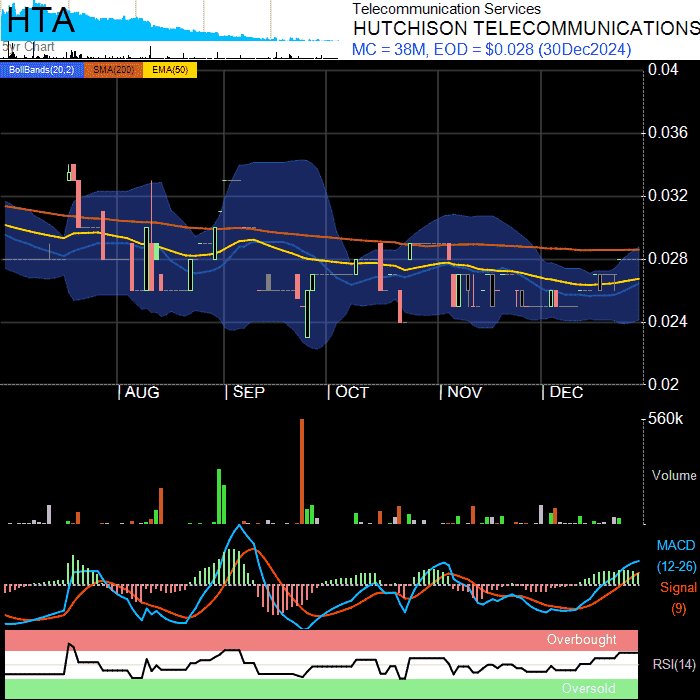 HTA
5yr Chart
Telecommunication Services
HUTCHISON TELECOMMUNICATIONS
MC = 38M, EOD = $0.028 (30Dec2024)
BollBands(20,2) SMA(200) EMA(50)
0.04
0.036
0.032
0.028
0.024
0.02
AUG SEP OCT NOV DEC
560k
Volume
MACD
(12-26)
Signal
(9)
Overbought
RSI(14)
Oversold